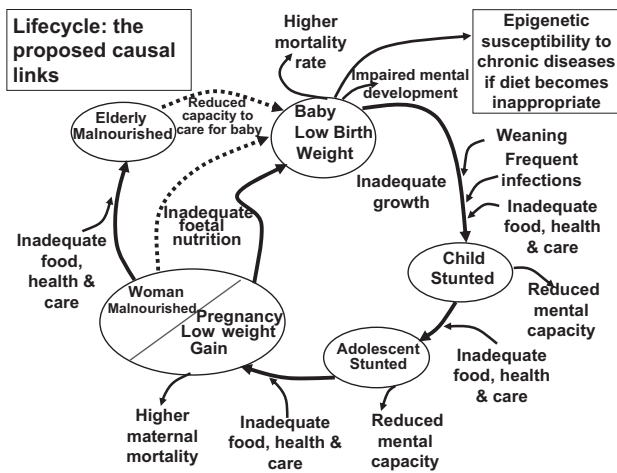 Lifecycle: the
proposed causal
links
Higher
mortality
rate
Epigenetic
susceptibility to
chronic diseases
if diet becomes
inappropriate
Impaired mental
development
Elderly
Malnourished
Reduced
capacity to
care for baby
Baby
Low Birth
Weight
Weaning
Frequent
infections
Inadequate
food, health
& care
Inadequate
growth
Inadequate
foetal
nutrition
Inadequate
food,
health &
care
Child
Stunted
Reduced
mental
capacity
Woman
Malnourished
Pregnancy
Low weight
Gain
Adolescent
Stunted
Inadequate
food, health
& care
Higher
maternal
mortality
Inadequate
food, health &
care
Reduced
mental
capacity